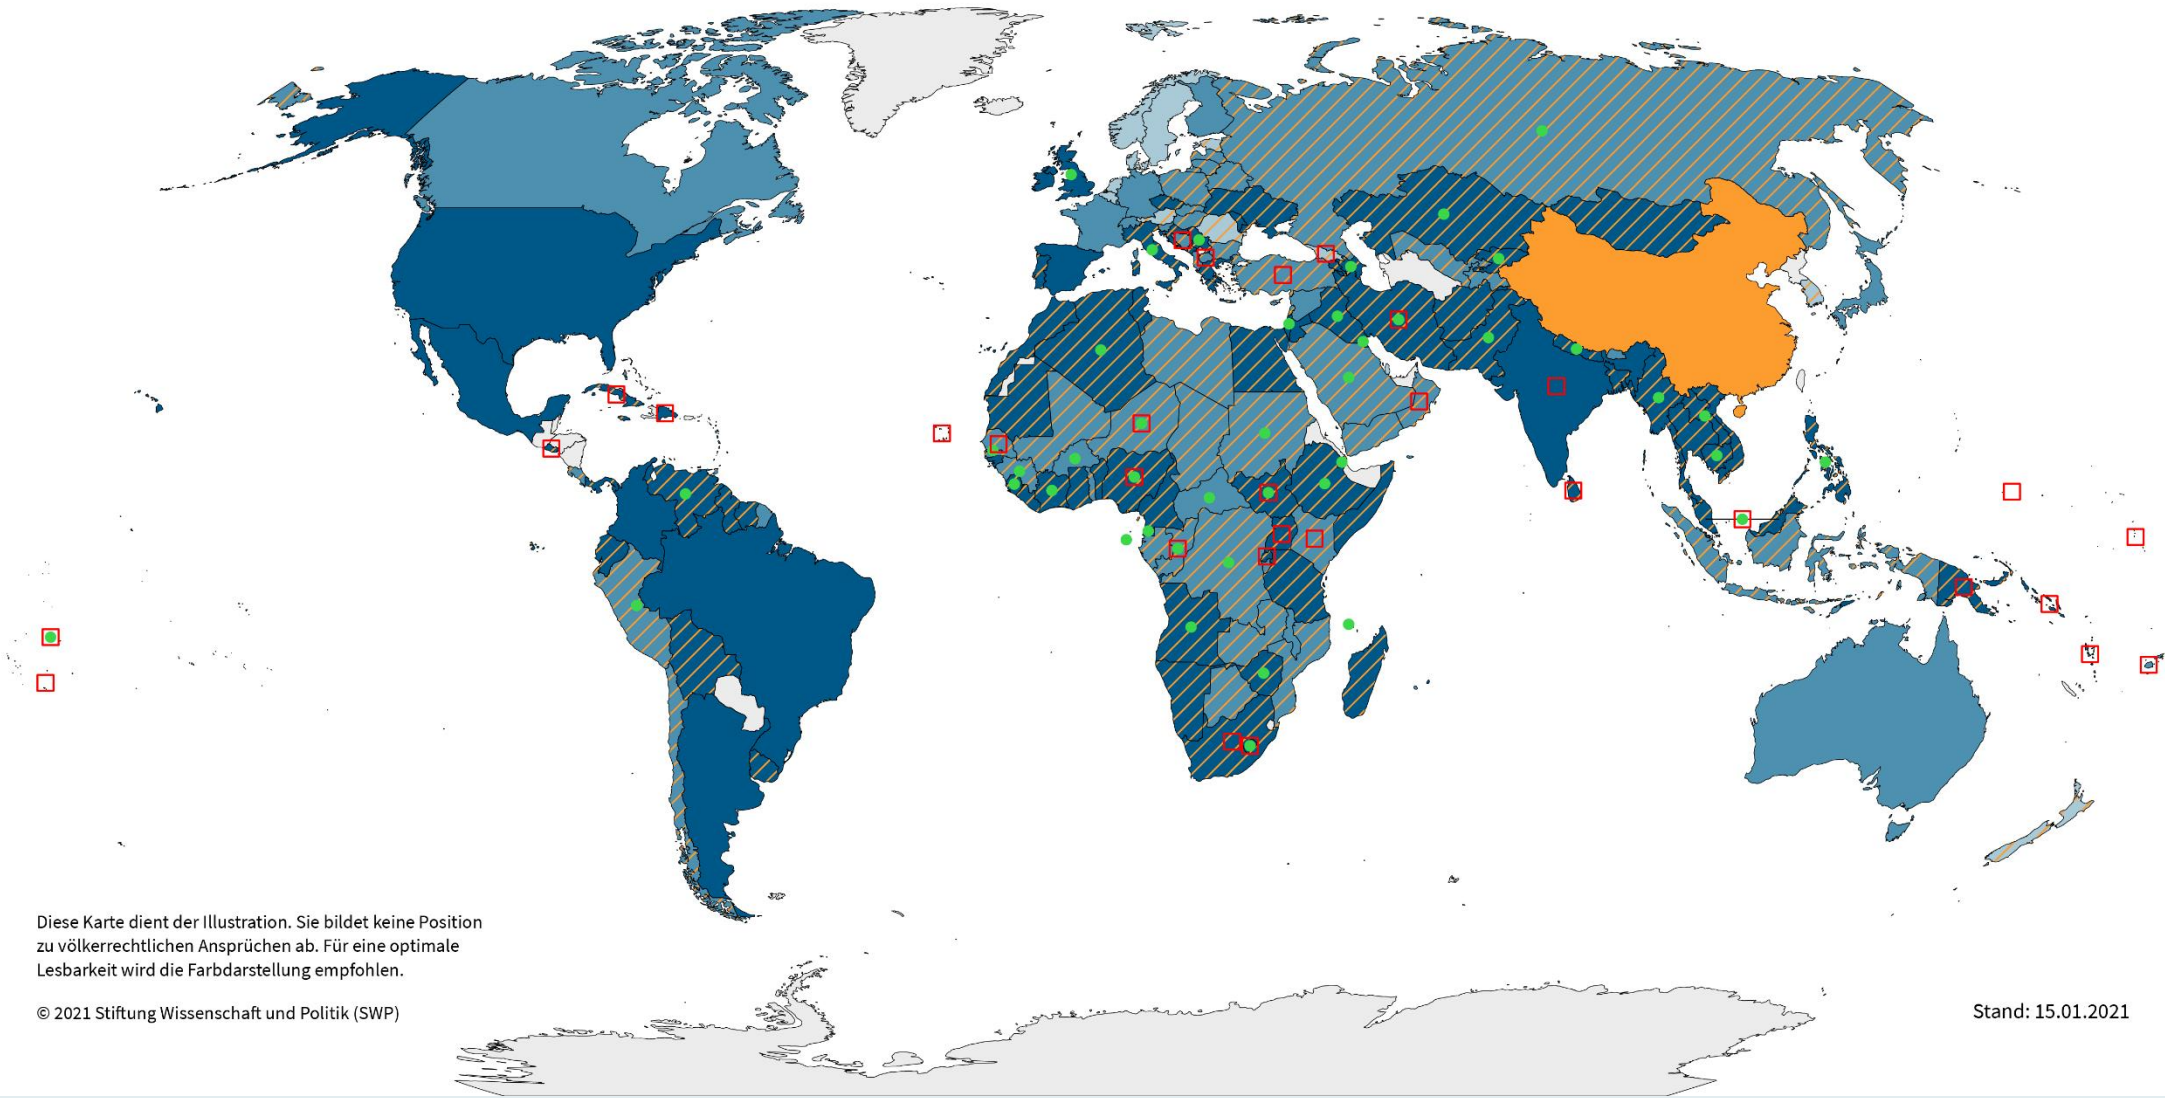 Diese Karte dient der Illustration. Sie bildet keine Position
zu völkerrechtlichen Ansprüchen ab. Für eine optimale
Lesbarkeit wird die Farbdarstellung empfohlen.
© 2021 Stiftung Wissenschaft und Politik (SWP)
Stand: 15.01.2021